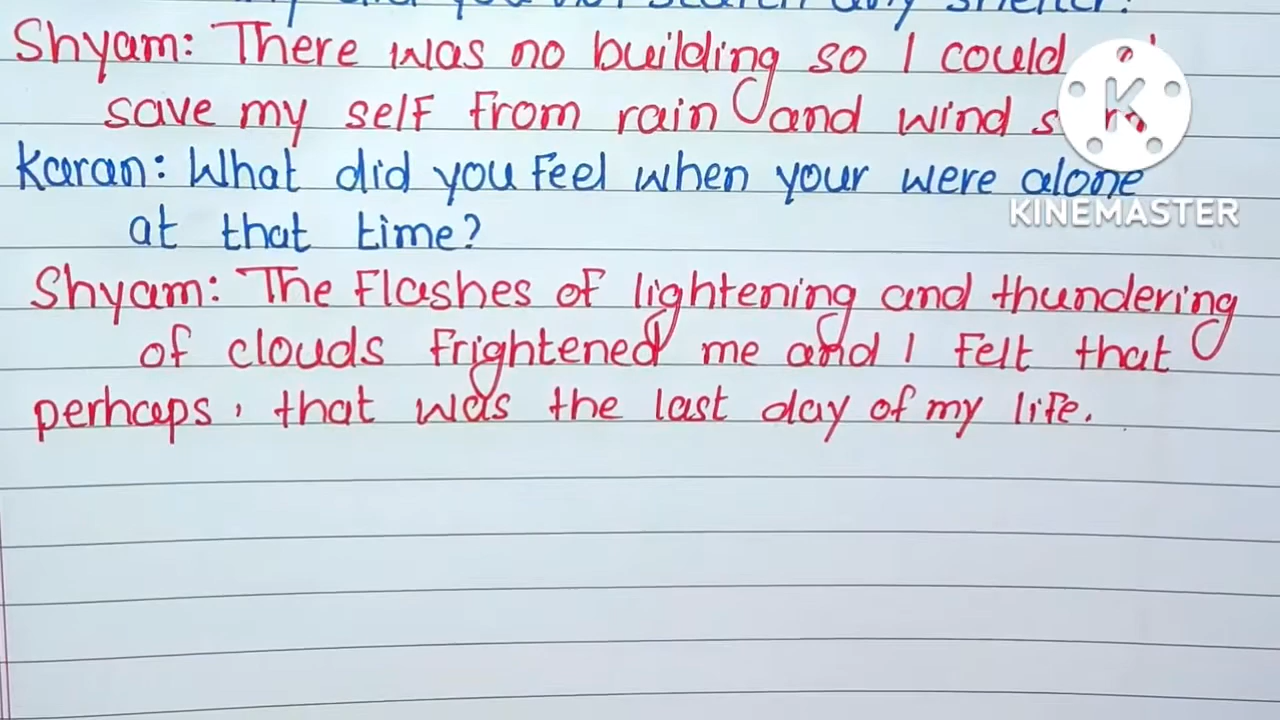 shelter?
Shyam: There was no building so I could
save my self from rain and wind
Karan: What did you feel when your were alone
KINEMASTER
at that time?
Shyam: The flashes of lightening and thundering
of clouds frightened me and I felt that
perhaps, that was the last day of my life.